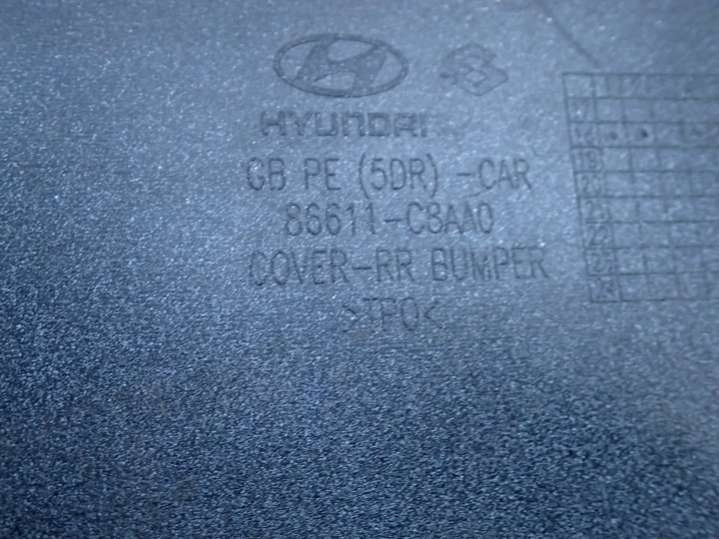 HYUNDAI
GB PE (5DR) -CAR
86611-C8AA0
COVER-RR BUMPER
>TPO<